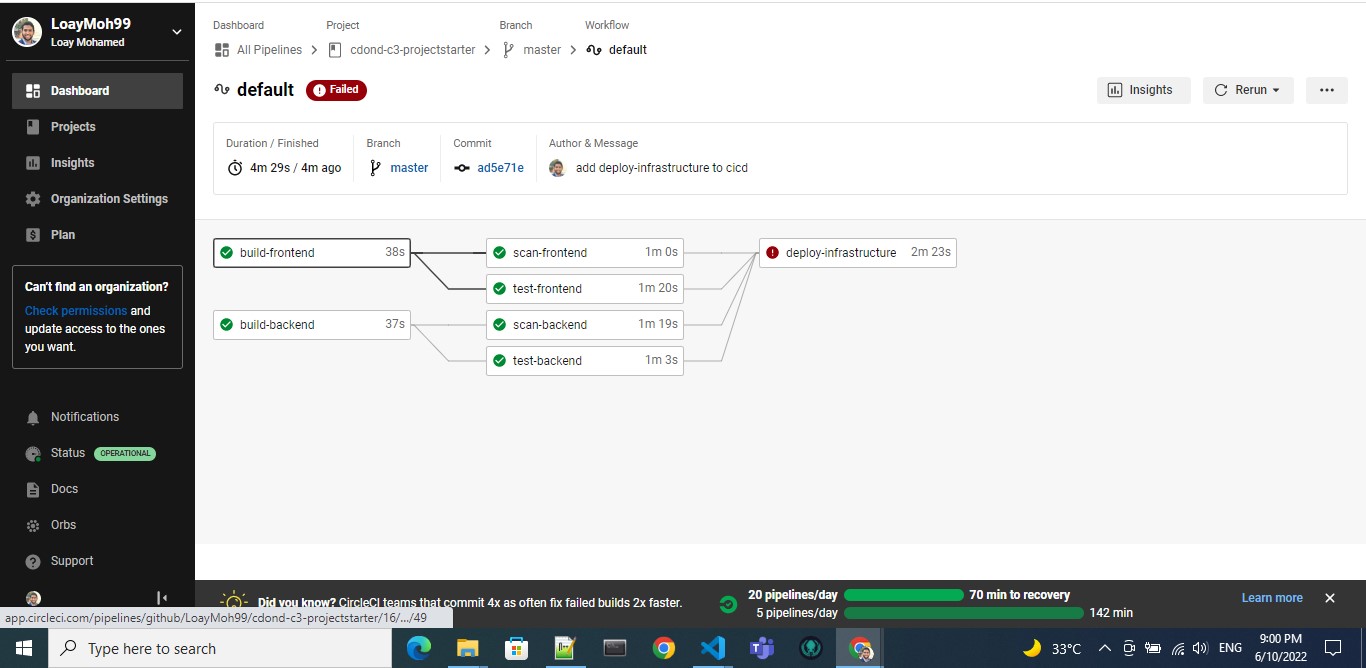 LoayMoh99
Loay Mohamed
Dashboard
Projects
Insights
Organization Settings
Plan
Can't find an organization?
Check permissions and
update access to the ones
you want.
Notifications
Status OPERATIONAL
Docs
Orbs
Support
Dashboard Project Branch Workflow
All Pipelines cdond-c3-projectstarter master default
default Failed
Insights Rerun
Duration / Finished Branch Commit Author & Message
4m 29s / 4m ago master ad5e71e add deploy-infrastructure to cicd
build-frontend 38s scan-frontend 1m 0s deploy-infrastructure 2m 23s
test-frontend 1m 20s
build-backend 37s scan-backend 1m 19s
test-backend 1m 3s
Did you know? CircleCI teams that commit 4x as often fix failed builds 2x faster.
20 pipelines/day 70 min to recovery
5 pipelines/day 142 min
Learn more
app.circleci.com/pipelines/github/LoayMoh99/cdond-c3-projectstarter/16/.../49
Type here to search
33°C ENG
9:00 PM
6/10/2022